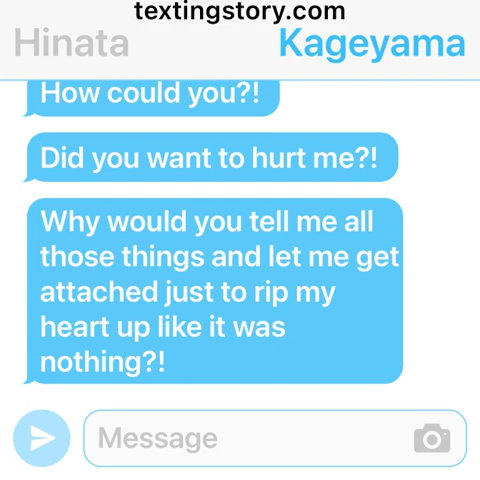 textingstory.com
Hinata Kageyama
How could you?!
Did you want to hurt me?!
Why would you tell me all
those things and let me get
attached just to rip my
heart up like it was
nothing?!
Message